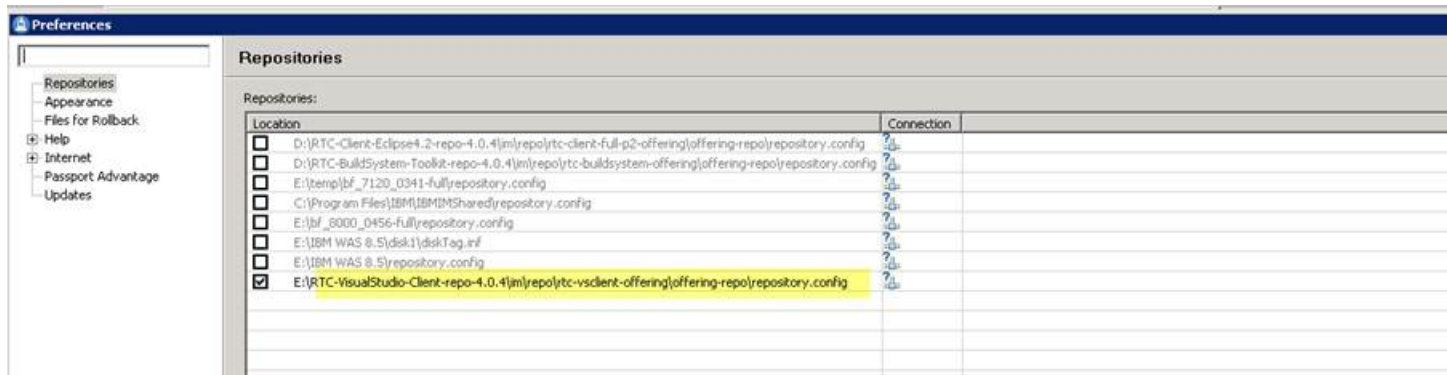 Preferences
Repositories
Appearance
Files for Rollback
Help
Internet
Passport Advantage
Updates
Repositories
Repositories:
Location Connection
D:\RTC-Client-Eclipse4.2-repo-4.0.4\im\repo\rtc-client-full-p2-offering\offering-repo\repository.config
D:\RTC-BuildSystem-Toolkit-repo-4.0.4\im\repo\rtc-buildsystem-offering\offering-repo\repository.config
E:\temp\bf_7120_0341-full\repository.config
C:\Program Files\IBM\IBMIMShared\repository.config
E:\bf_8000_0456-full\repository.config
E:\IBM WAS 8.5\disk1\diskTag.inf
E:\IBM WAS 8.5\repository.config
E:\RTC-VisualStudio-Client-repo-4.0.4\im\repo\rtc-vsclient-offering\offering-repo\repository.config